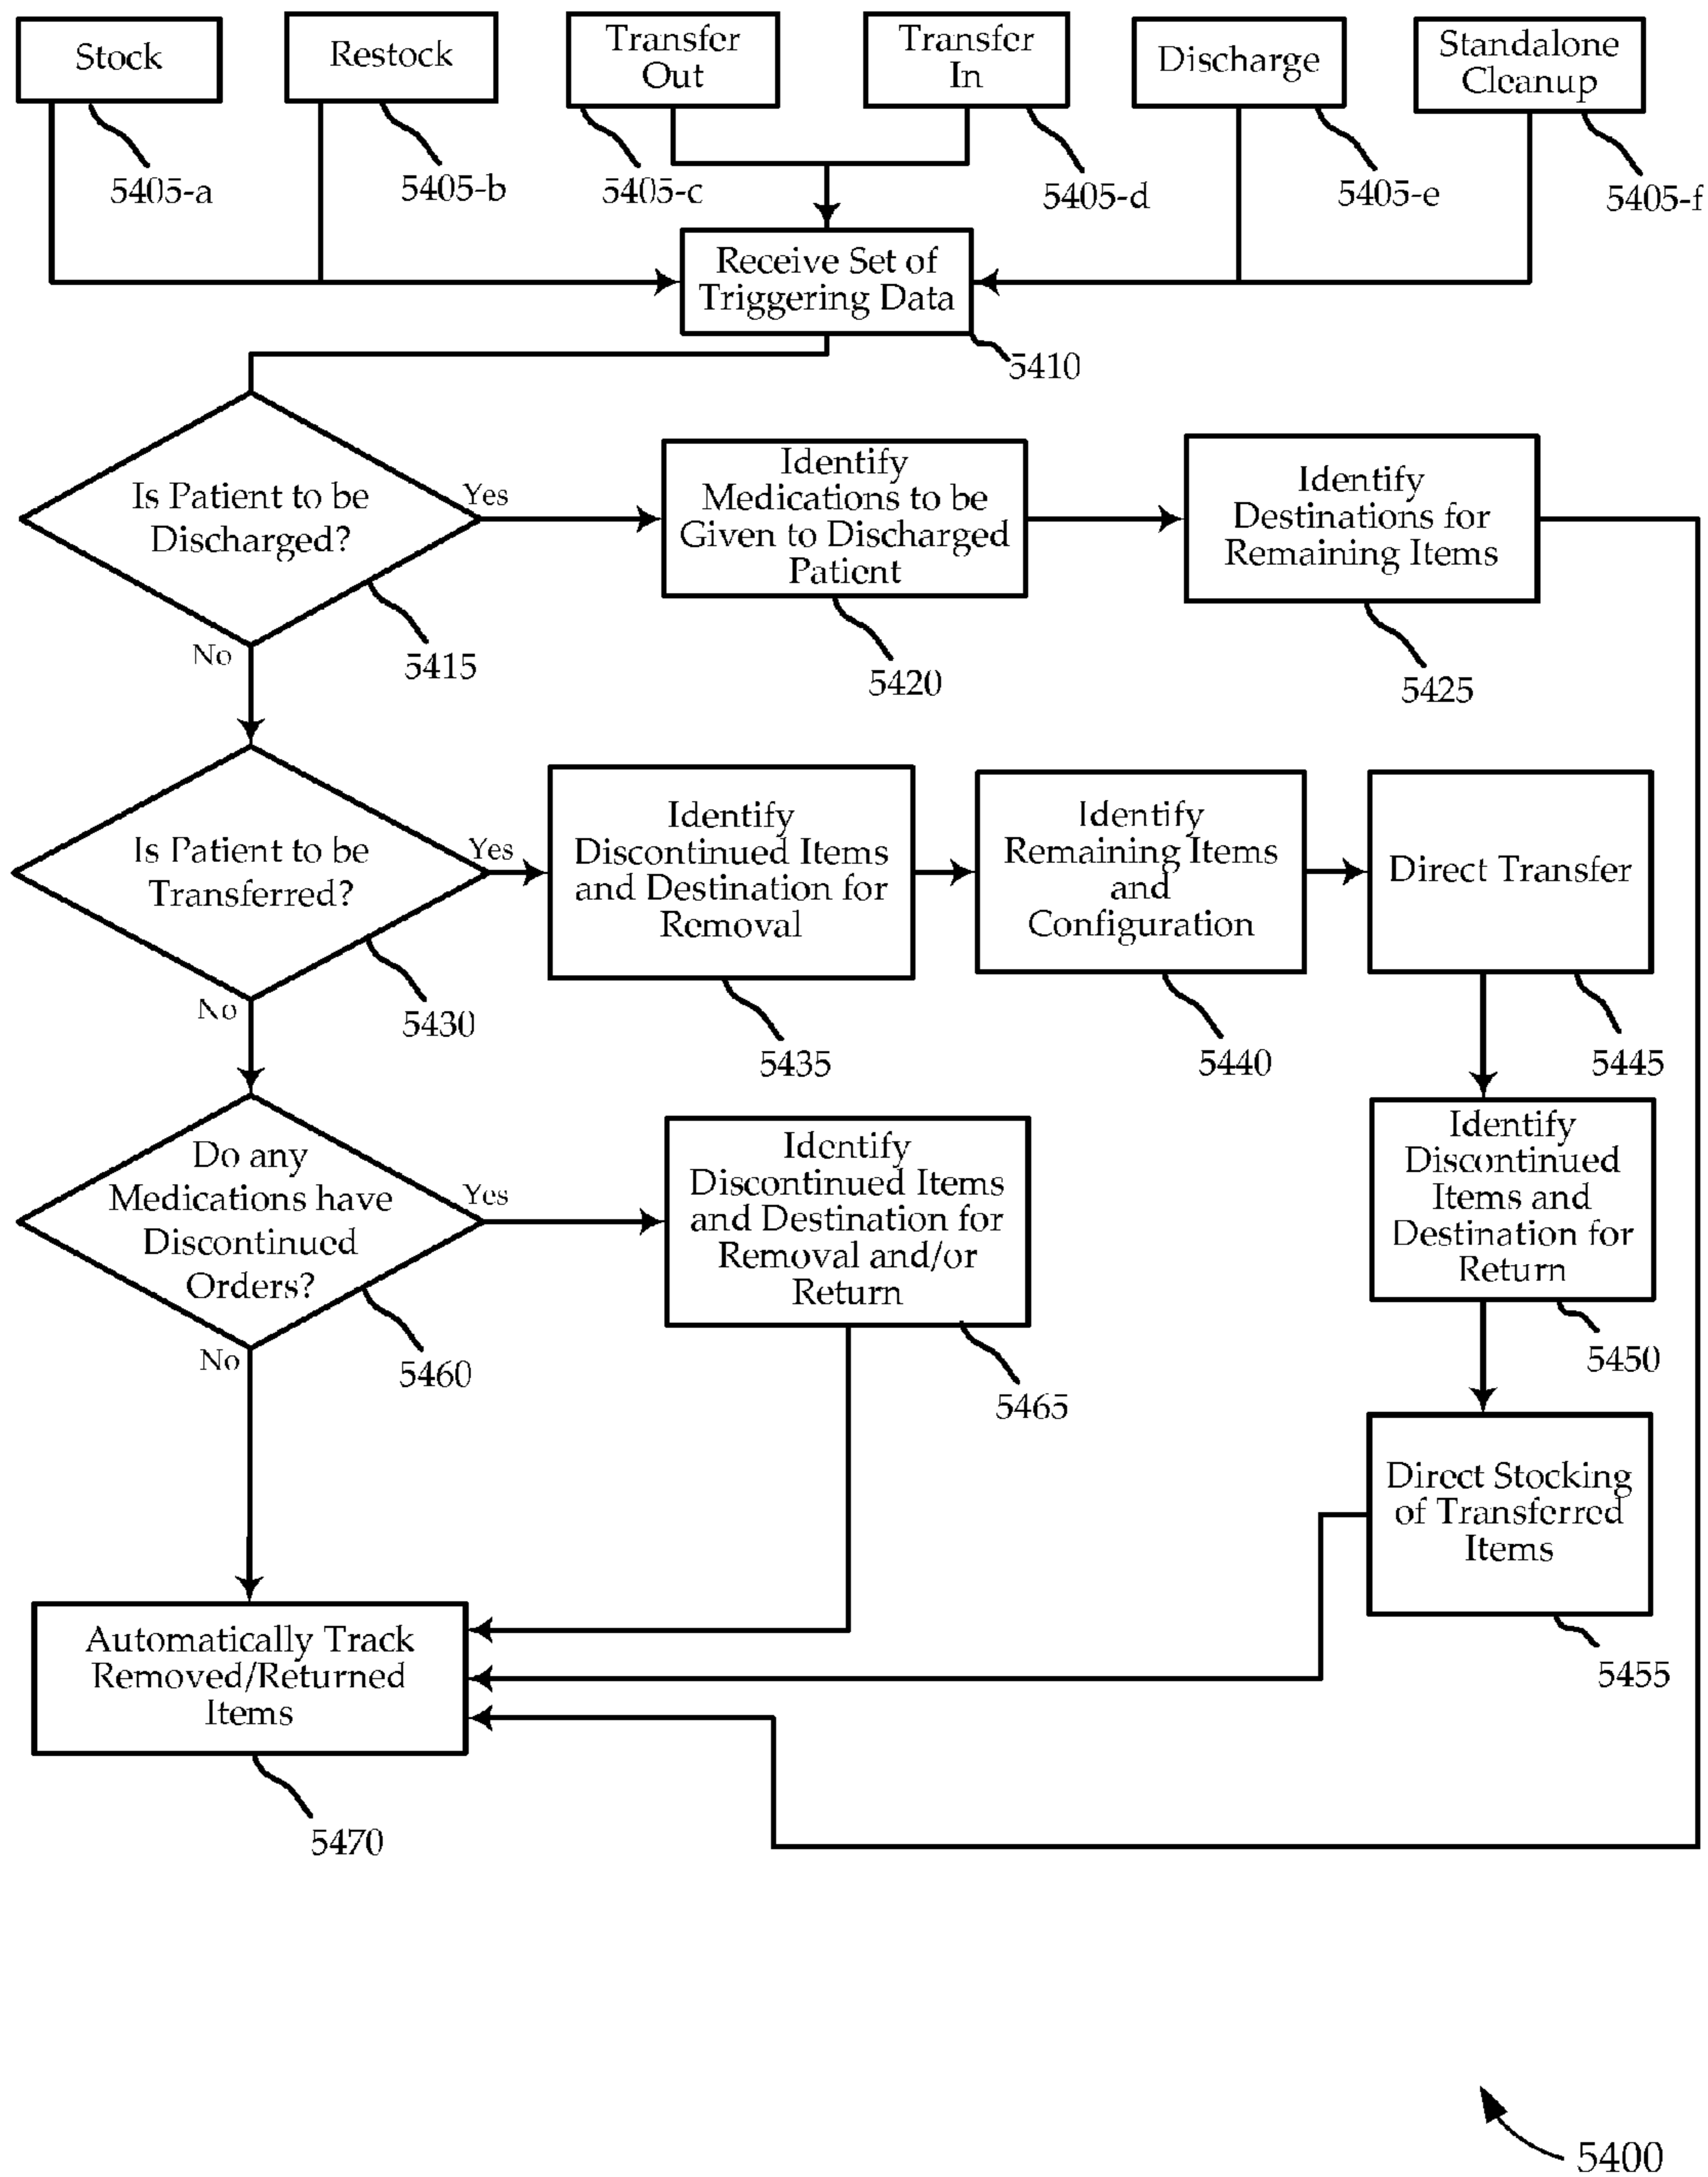 Stock
Restock
Transfer
Out
Transfer
In
Discharge
Standalone
Cleanup
5405-a
5405-b
5405-c
5405-d
5405-e
5405-f
Receive Set of
Triggering Data
5410
Is Patient to be
Discharged?
Yes
No
5415
Identify
Medications to be
Given to Discharged
Patient
5420
Identify
Destinations for
Remaining Items
5425
Is Patient to be
Transferred?
Yes
No
5430
Identify
Discontinued Items
and Destination for
Removal
5435
Identify
Remaining Items
and
Configuration
5440
Direct Transfer
5445
Do any
Medications have
Discontinued
Orders?
Yes
No
5460
Identify
Discontinued Items
and Destination for
Removal and/or
Return
5465
Identify
Discontinued
Items and
Destination for
Return
5450
Direct Stocking
of Transferred
Items
5455
Automatically Track
Removed/Returned
Items
5470
5400